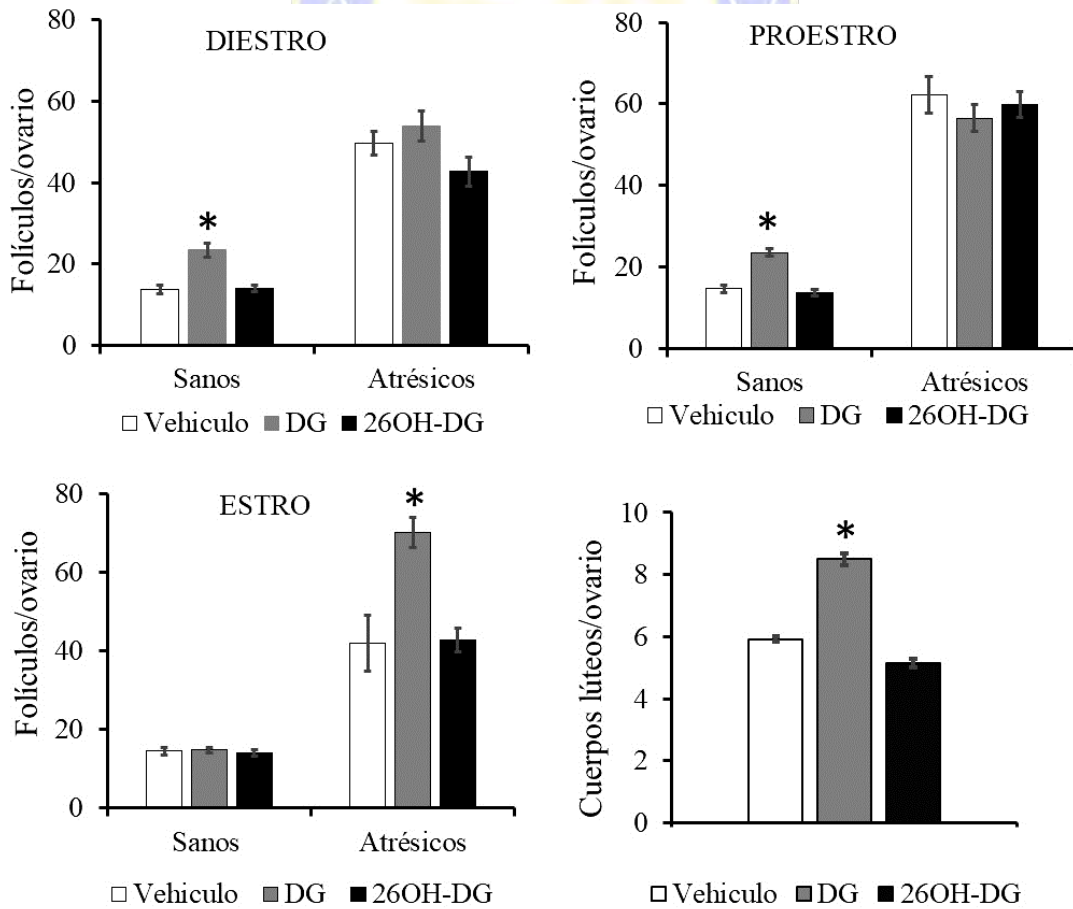 DIESTRO
Folículos/ovario
80
60
40
20
0
*
Sanos
Atrésicos
Vehiculo
DG
26OH-DG
PROESTRO
Folículos/ovario
80
60
40
20
0
*
Sanos
Atrésicos
Vehiculo
DG
26OH-DG
ESTRO
Folículos/ovario
80
60
40
20
0
*
Sanos
Atrésicos
Vehiculo
DG
26OH-DG
Cuerpos lúteos/ovario
10
8
6
4
2
0
*
Vehiculo
DG
26OH-DG